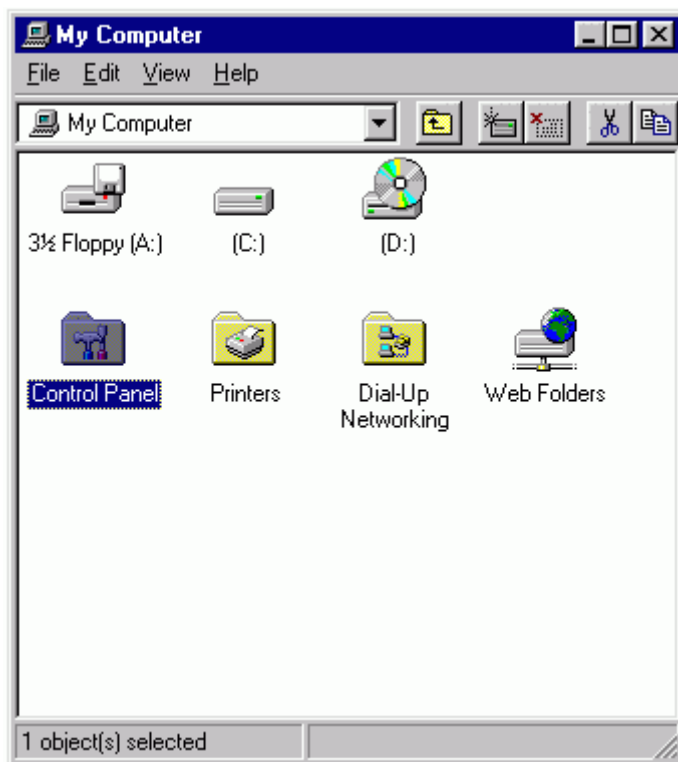 My Computer
File Edit View Help
My Computer
3½ Floppy (A:) (C:) (D:)
Control Panel Printers Dial-Up Networking Web Folders
1 object(s) selected